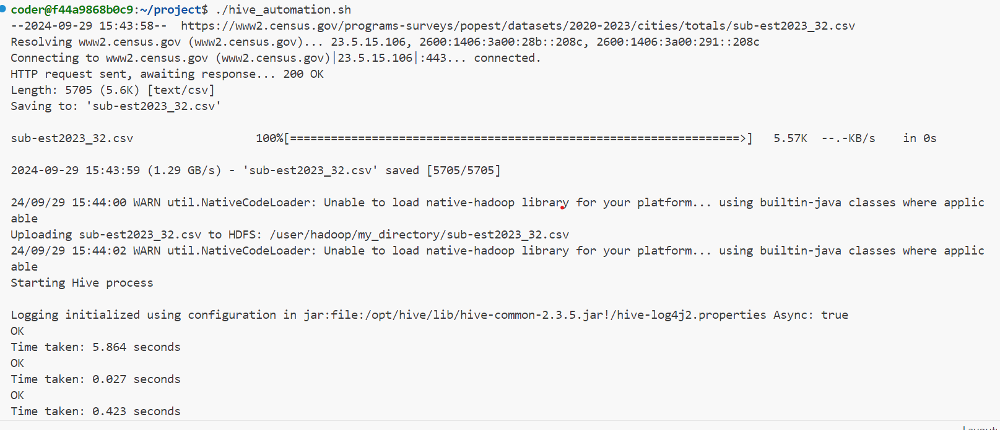 coder@f44a9868b0c9:~/project$ ./hive_automation.sh
--2024-09-29 15:43:58--  https://www2.census.gov/programs-surveys/popest/datasets/2020-2023/cities/totals/sub-est2023_32.csv
Resolving www2.census.gov (www2.census.gov)... 23.5.15.106, 2600:1406:3a00:28b::208c, 2600:1406:3a00:291::208c
Connecting to www2.census.gov (www2.census.gov)|23.5.15.106|:443... connected.
HTTP request sent, awaiting response... 200 OK
Length: 5705 (5.6K) [text/csv]
Saving to: 'sub-est2023_32.csv'
sub-est2023_32.csv                  100%[==================================================================>]   5.57K  --.-KB/s    in 0s
2024-09-29 15:43:59 (1.29 GB/s) - 'sub-est2023_32.csv' saved [5705/5705]
24/09/29 15:44:00 WARN util.NativeCodeLoader: Unable to load native-hadoop library for your platform... using builtin-java classes where applic
able
Uploading sub-est2023_32.csv to HDFS: /user/hadoop/my_directory/sub-est2023_32.csv
24/09/29 15:44:02 WARN util.NativeCodeLoader: Unable to load native-hadoop library for your platform... using builtin-java classes where applic
able
Starting Hive process
Logging initialized using configuration in jar:file:/opt/hive/lib/hive-common-2.3.5.jar!/hive-log4j2.properties Async: true
OK
Time taken: 5.864 seconds
OK
Time taken: 0.027 seconds
OK
Time taken: 0.423 seconds